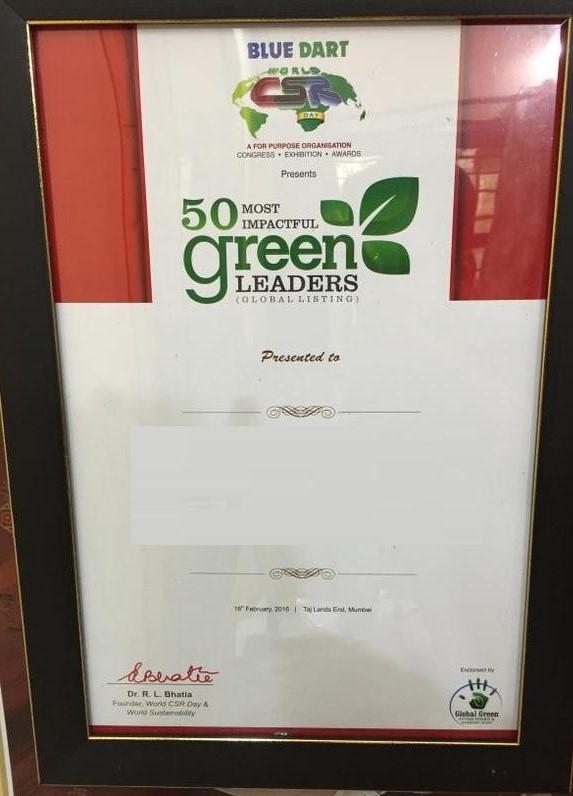 BLUE DART
WORLD
CSR
DAY
A FOR PURPOSE ORGANISATION
CONGRESS • EXHIBITION • AWARDS
Presents
50 MOST
IMPACTFUL
green
LEADERS
(GLOBAL LISTING)
Presented to
18th February, 2016 | Taj Lands End, Mumbai
Dr. R. L. Bhatia
Founder, World CSR Day &
World Sustainability
Endorsed by
Global Green